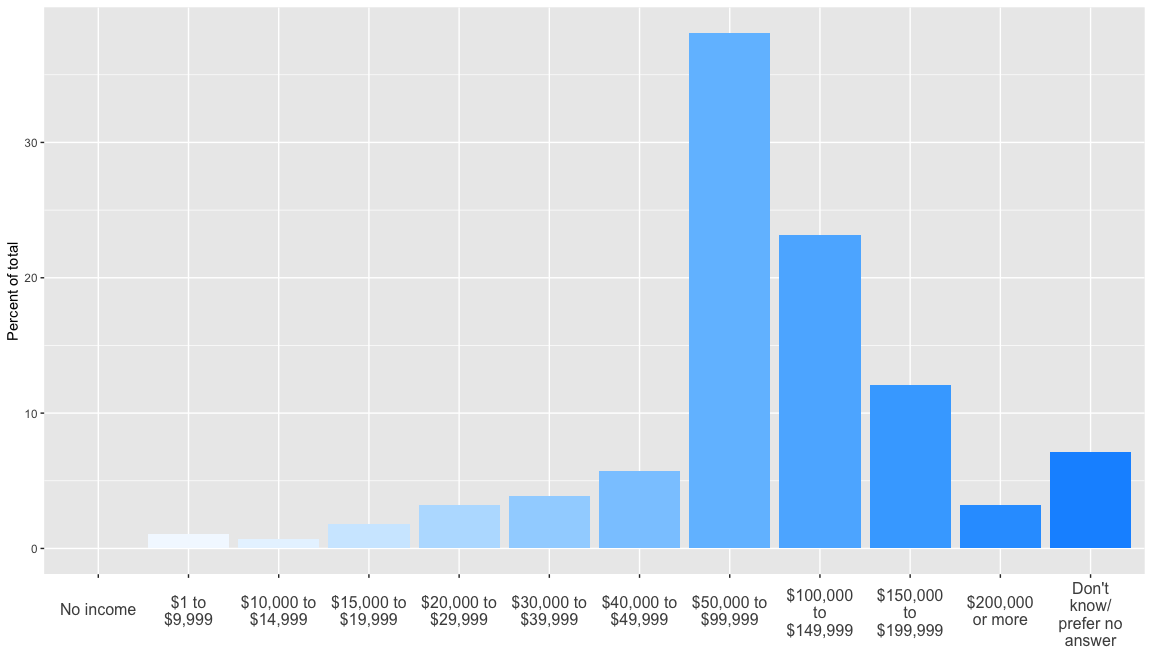 Percent of total
30
20
10
0
No income
$1 to
$9,999
$10,000 to
$14,999
$15,000 to
$19,999
$20,000 to
$29,999
$30,000 to
$39,999
$40,000 to
$49,999
$50,000 to
$99,999
$100,000
to
$149,999
$150,000
to
$199,999
$200,000
or more
Don't
know/
prefer no
answer